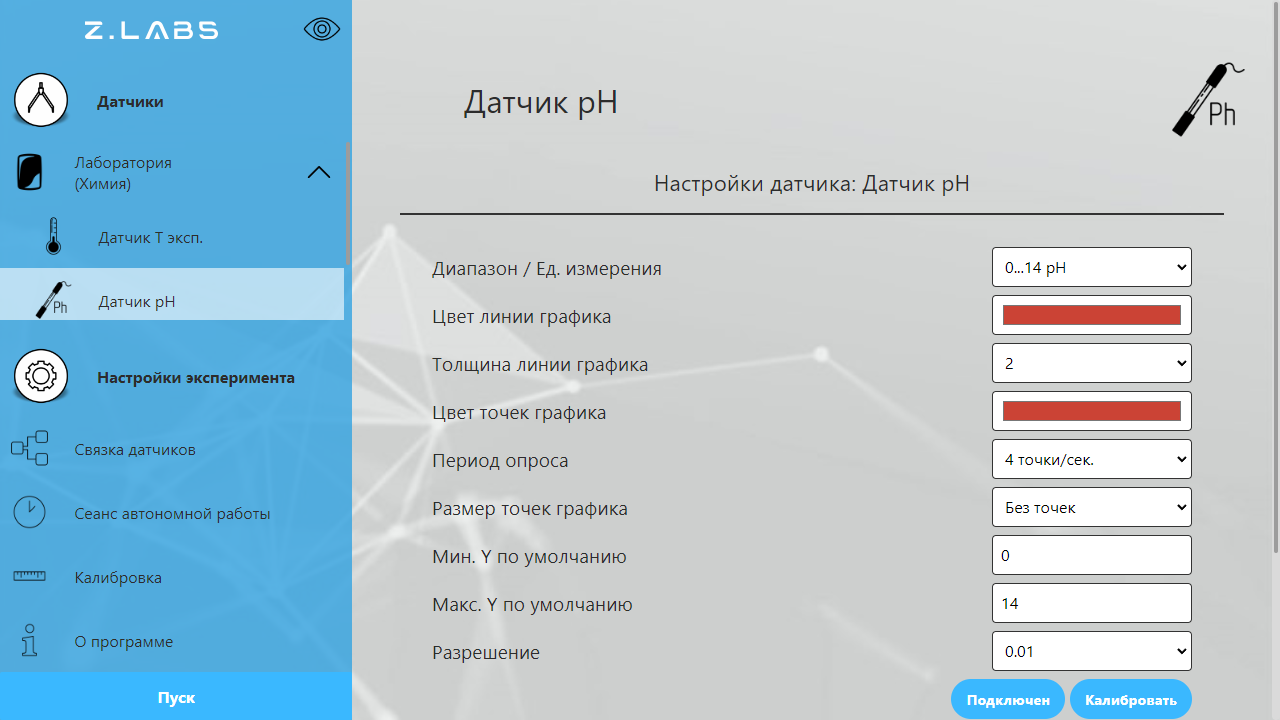 Z.LABS
Датчики
Лаборатория
(Химия)
Датчик Т эксп.
Ph
Датчик pH
Настройки эксперимента
Связка датчиков
Сеанс автономной работы
Калибровка
О программе
Пуск
Датчик pH
Ph
Настройки датчика: Датчик pH
Диапазон / Ед. измерения
0...14 pH
Цвет линии графика
Толщина линии графика
2
Цвет точек графика
Период опроса
4 точки/сек.
Размер точек графика
Без точек
Мин. Y по умолчанию
0
Макс. Y по умолчанию
14
Разрешение
0.01
Подключен
Калибровать